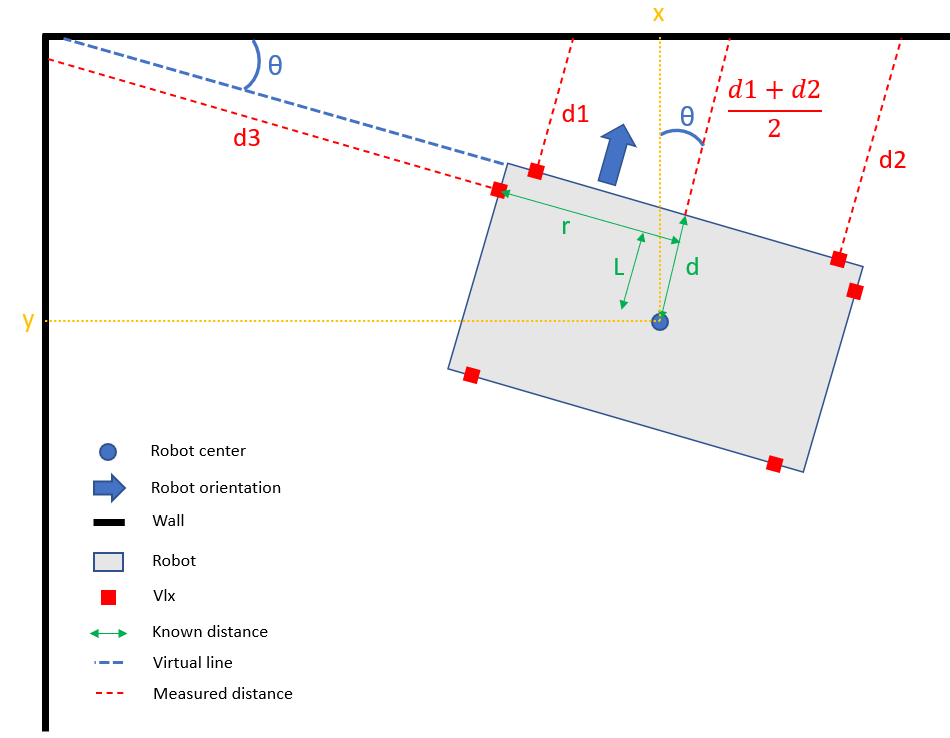 x
θ
d1
θ
d1 + d2
2
d3
d2
r
L
d
y
Robot center
Robot orientation
Wall
Robot
Vlx
Known distance
Virtual line
Measured distance